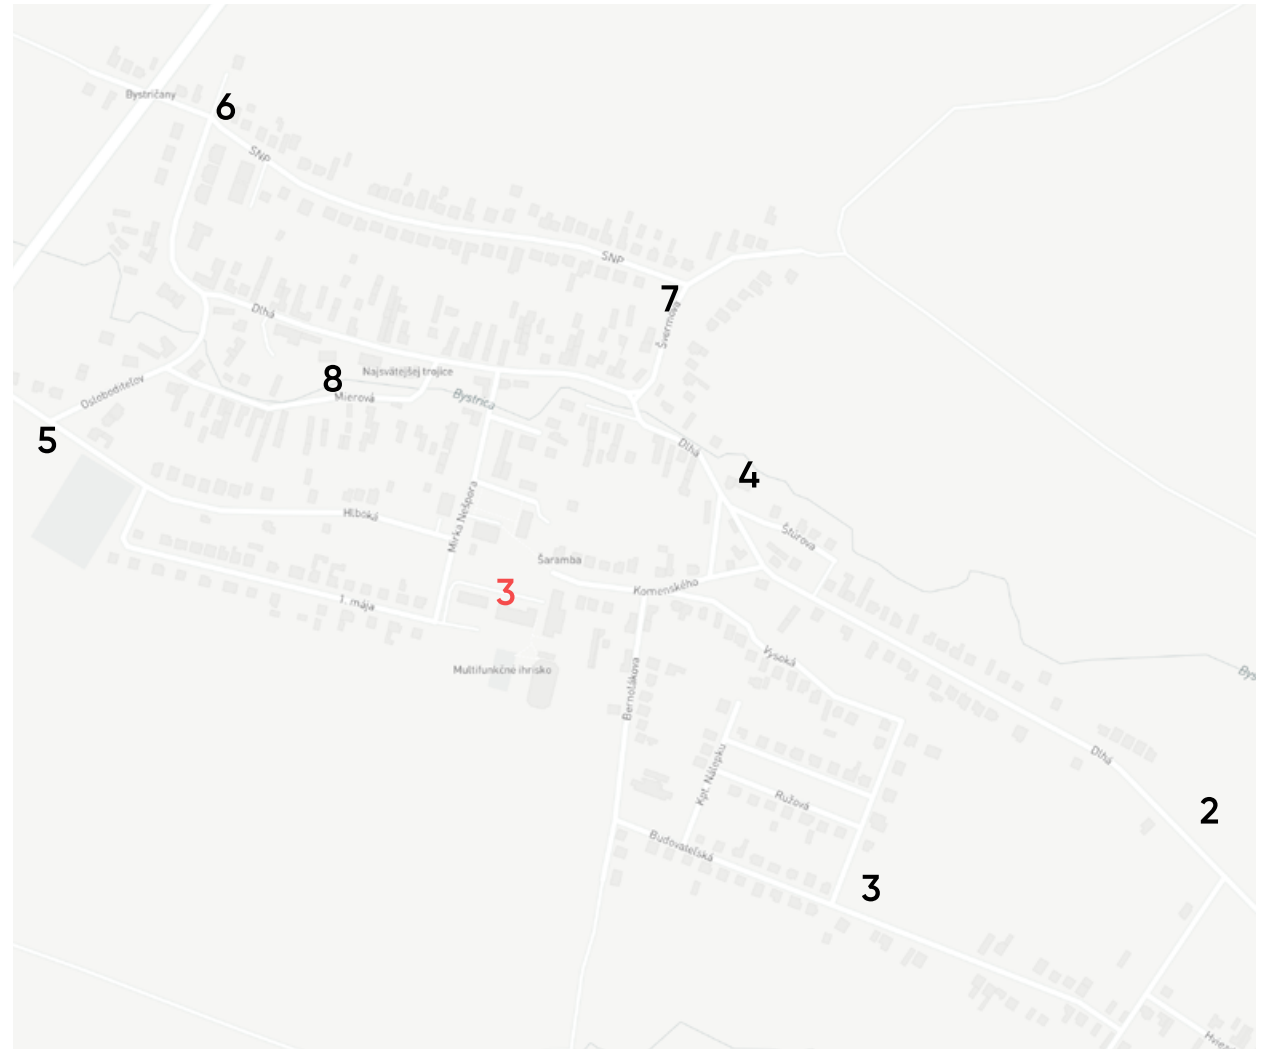 Bystričany
6
SNP
SNP
7
Švermova
Dlhá
8
Najsvätejšej trojice
Mierová
Bystrica
Osloboditeľov
5
Dlhá
4
Štúrova
Hlboká
Mirka Nešpora
Šaramba
3
Komenského
1. mája
Vysoká
Multifunkčné ihrisko
Bernolákova
Dlhá
Kpt. Nálepku
Ružová
2
Budovateľská
3